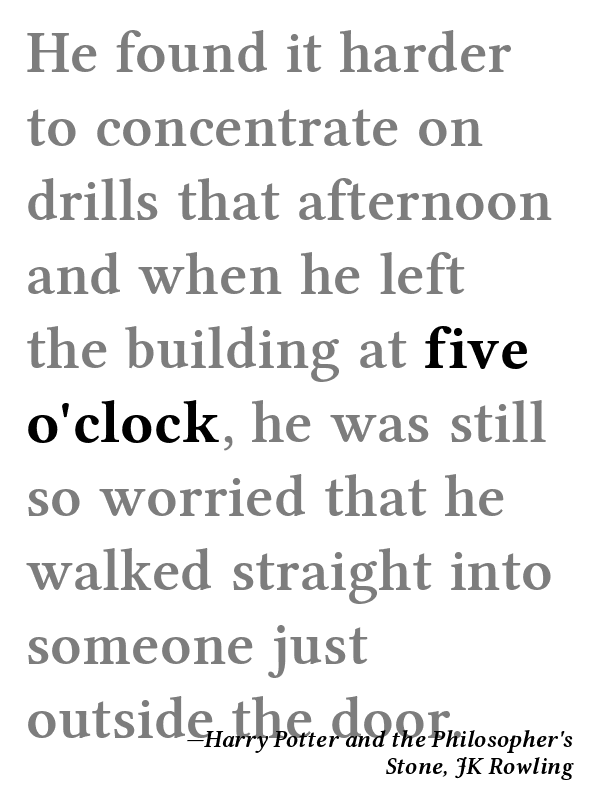 He found it harder
to concentrate on
drills that afternoon
and when he left
the building at five
o'clock, he was still
so worried that he
walked straight into
someone just
outside the door.
—Harry Potter and the Philosopher's
Stone, JK Rowling